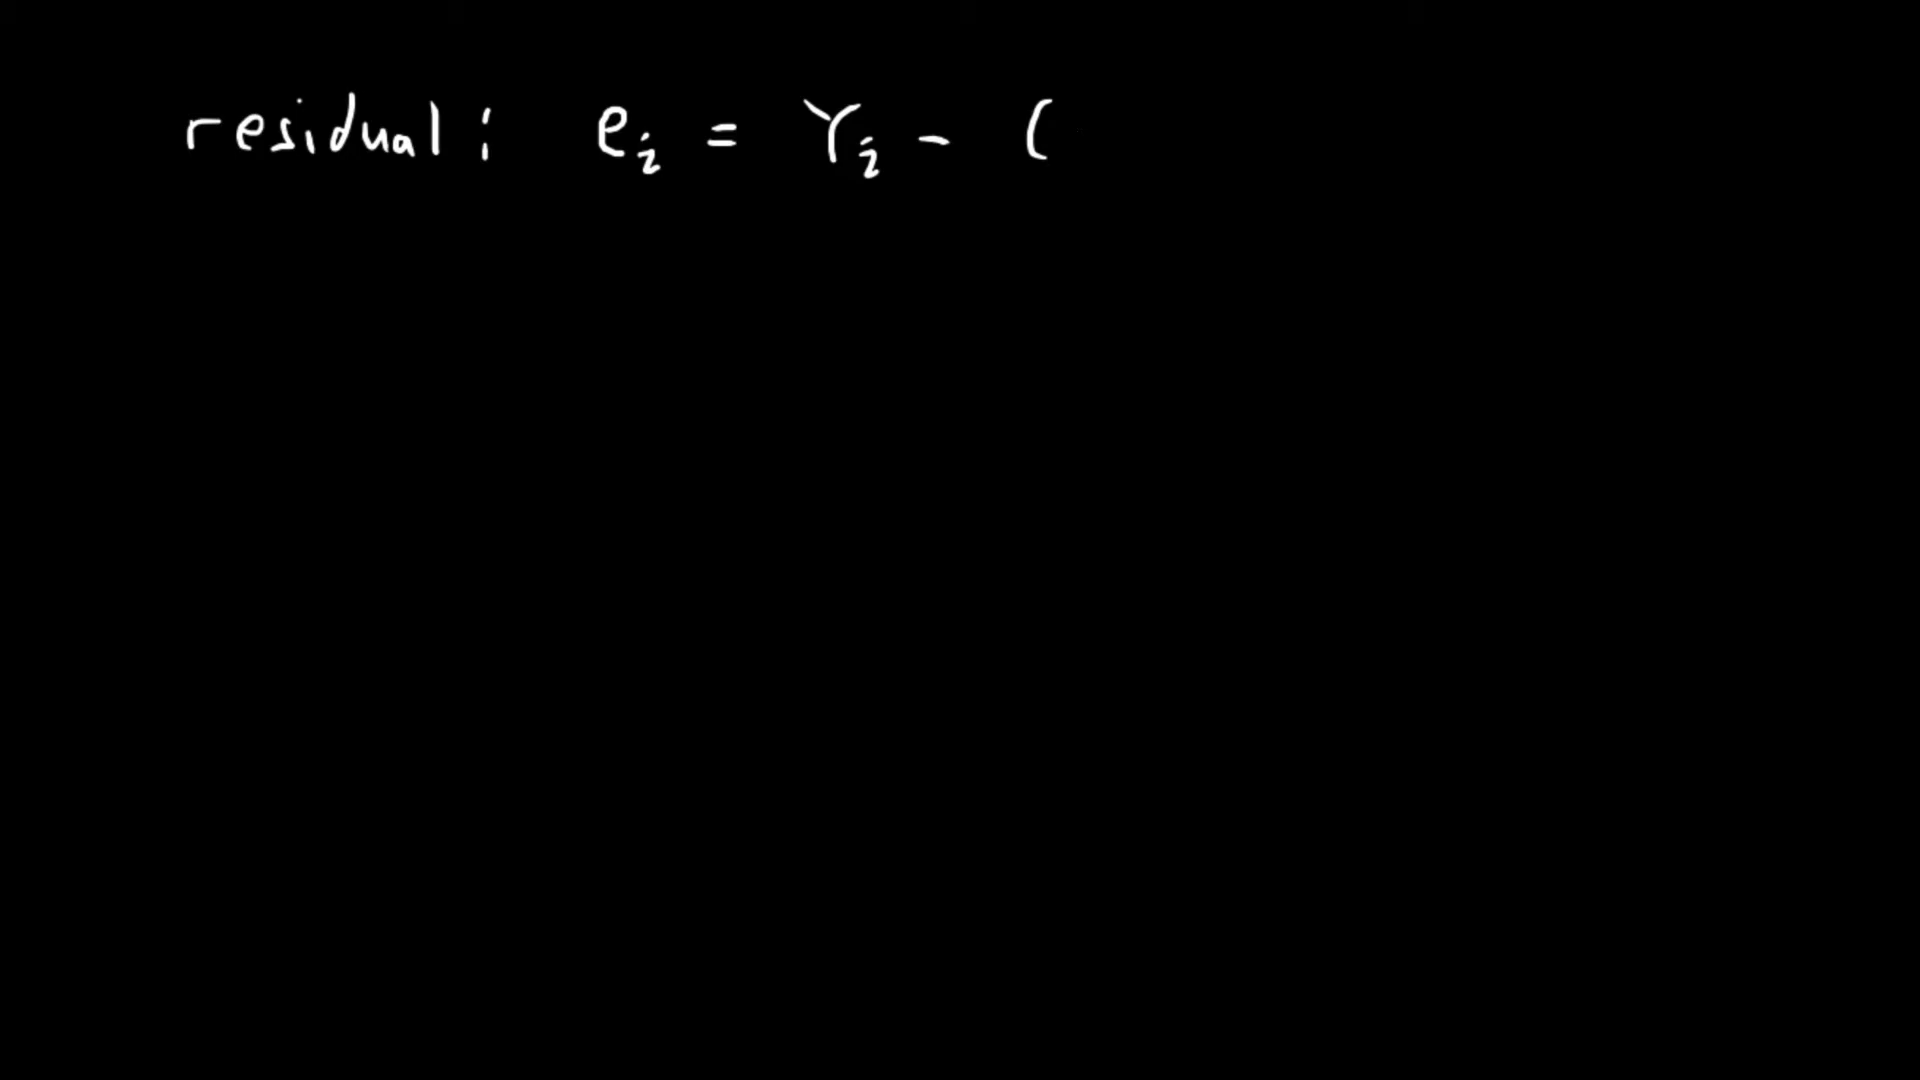 residual: eᵢ = Yᵢ - (